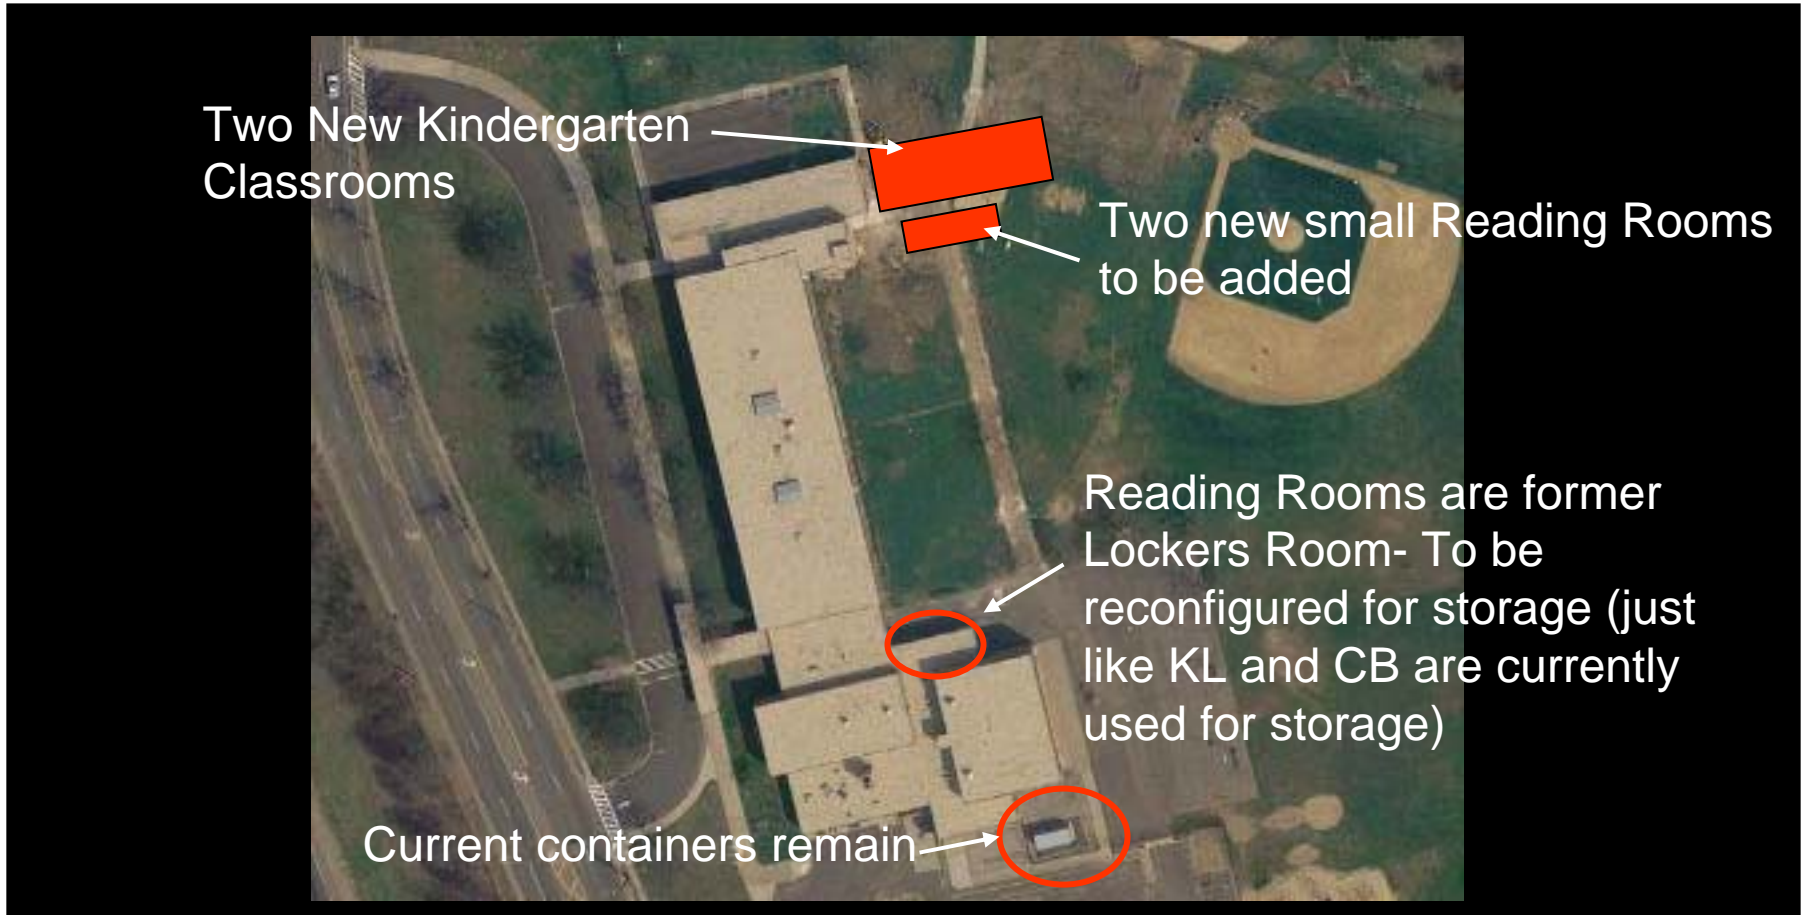 Two New Kindergarten
Classrooms
Two new small Reading Rooms
to be added
Reading Rooms are former
Lockers Room- To be
reconfigured for storage (just
like KL and CB are currently
used for storage)
Current containers remain